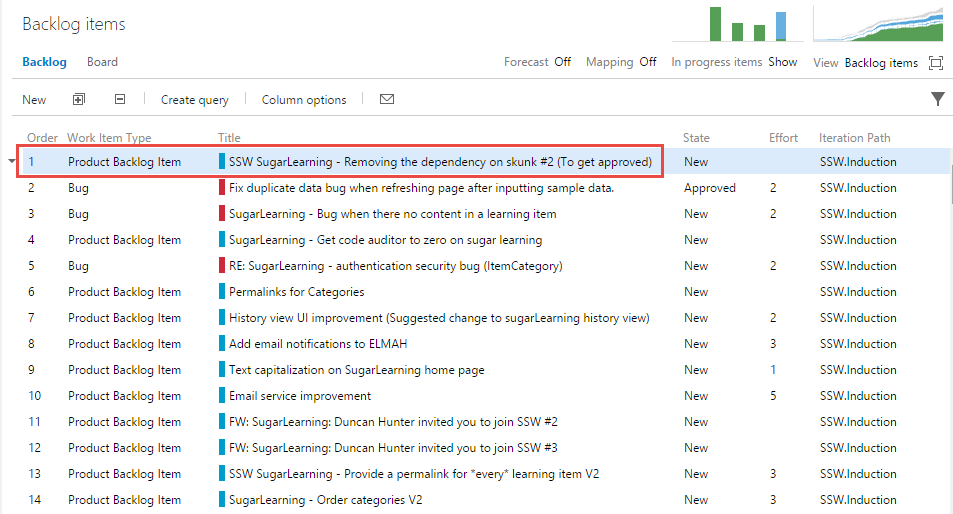 Backlog items
Backlog Board Forecast Off Mapping Off In progress items Show View Backlog items
New Create query Column options
Order Work Item Type Title State Effort Iteration Path
1 Product Backlog Item SSW SugarLearning - Removing the dependency on skunk #2 (To get approved) New SSW.Induction
2 Bug Fix duplicate data bug when refreshing page after inputting sample data. Approved 2 SSW.Induction
3 Bug SugarLearning - Bug when there no content in a learning item New 2 SSW.Induction
4 Product Backlog Item SugarLearning - Get code auditor to zero on sugar learning New SSW.Induction
5 Bug RE: SugarLearning - authentication security bug (ItemCategory) New 2 SSW.Induction
6 Product Backlog Item Permalinks for Categories New SSW.Induction
7 Product Backlog Item History view UI improvement (Suggested change to sugarLearning history view) New 2 SSW.Induction
8 Product Backlog Item Add email notifications to ELMAH New 3 SSW.Induction
9 Product Backlog Item Text capitalization on SugarLearning home page New 1 SSW.Induction
10 Product Backlog Item Email service improvement New 5 SSW.Induction
11 Product Backlog Item FW: SugarLearning: Duncan Hunter invited you to join SSW #2 New SSW.Induction
12 Product Backlog Item FW: SugarLearning: Duncan Hunter invited you to join SSW #3 New SSW.Induction
13 Product Backlog Item SSW SugarLearning - Provide a permalink for *every* learning item V2 New 3 SSW.Induction
14 Product Backlog Item SugarLearning - Order categories V2 New 3 SSW.Induction